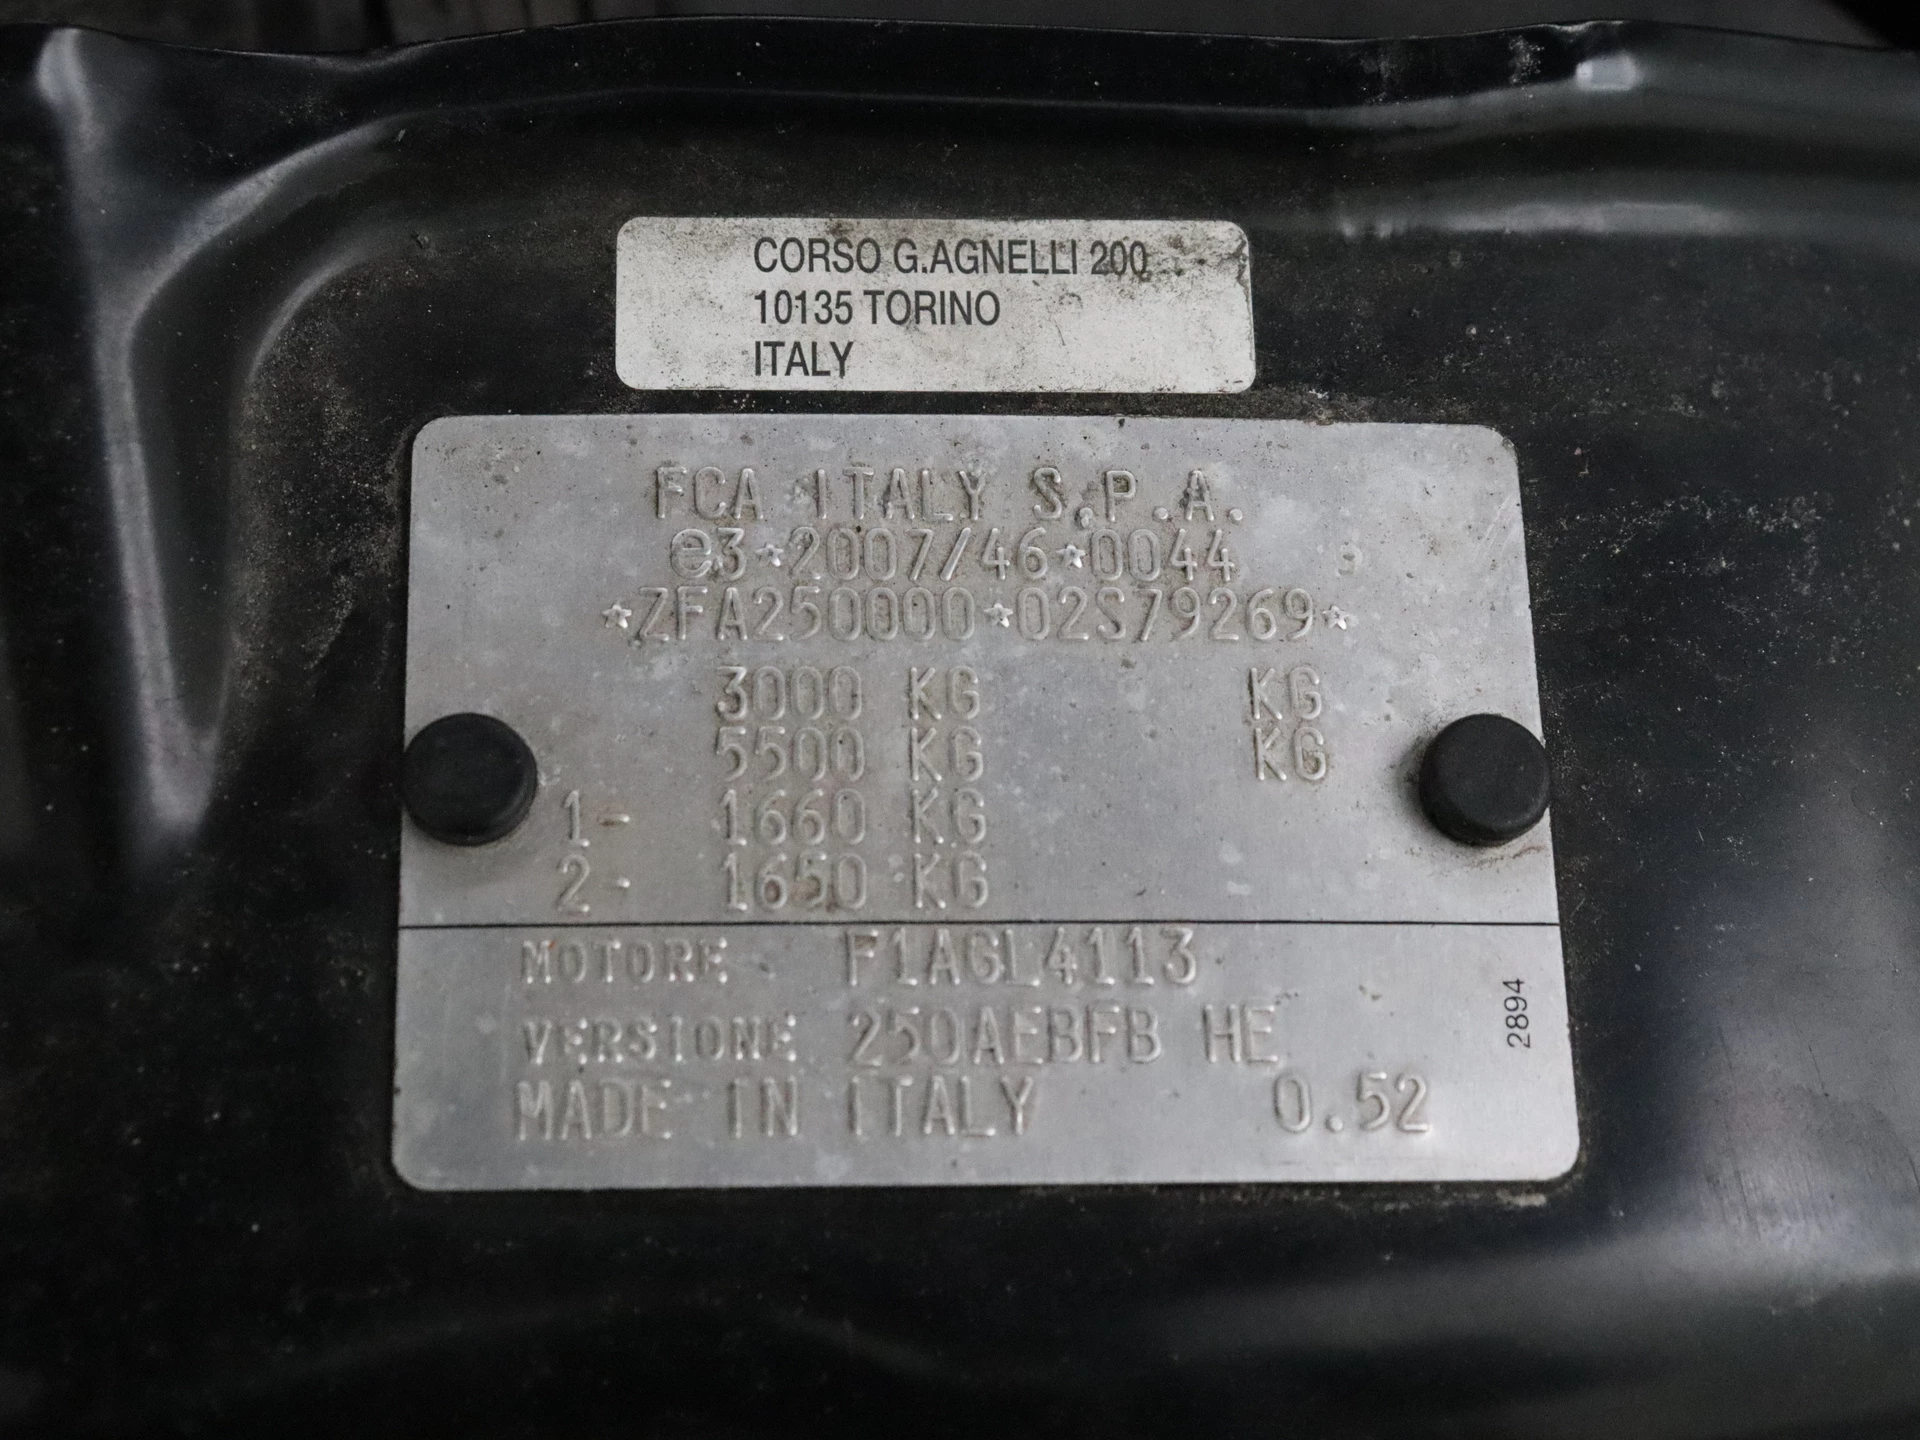 CORSO G.AGNELLI 200
10135 TORINO
ITALY
FCA ITALY S.P.A.
e3*2007/46*0044
*ZFA250000*02S79269*
3000 KG KG
5500 KG KG
1- 1660 KG
2- 1650 KG
MOTORE F1AGL4113
VERSIONE 250AEBFB HE
MADE IN ITALY 0.52
2894